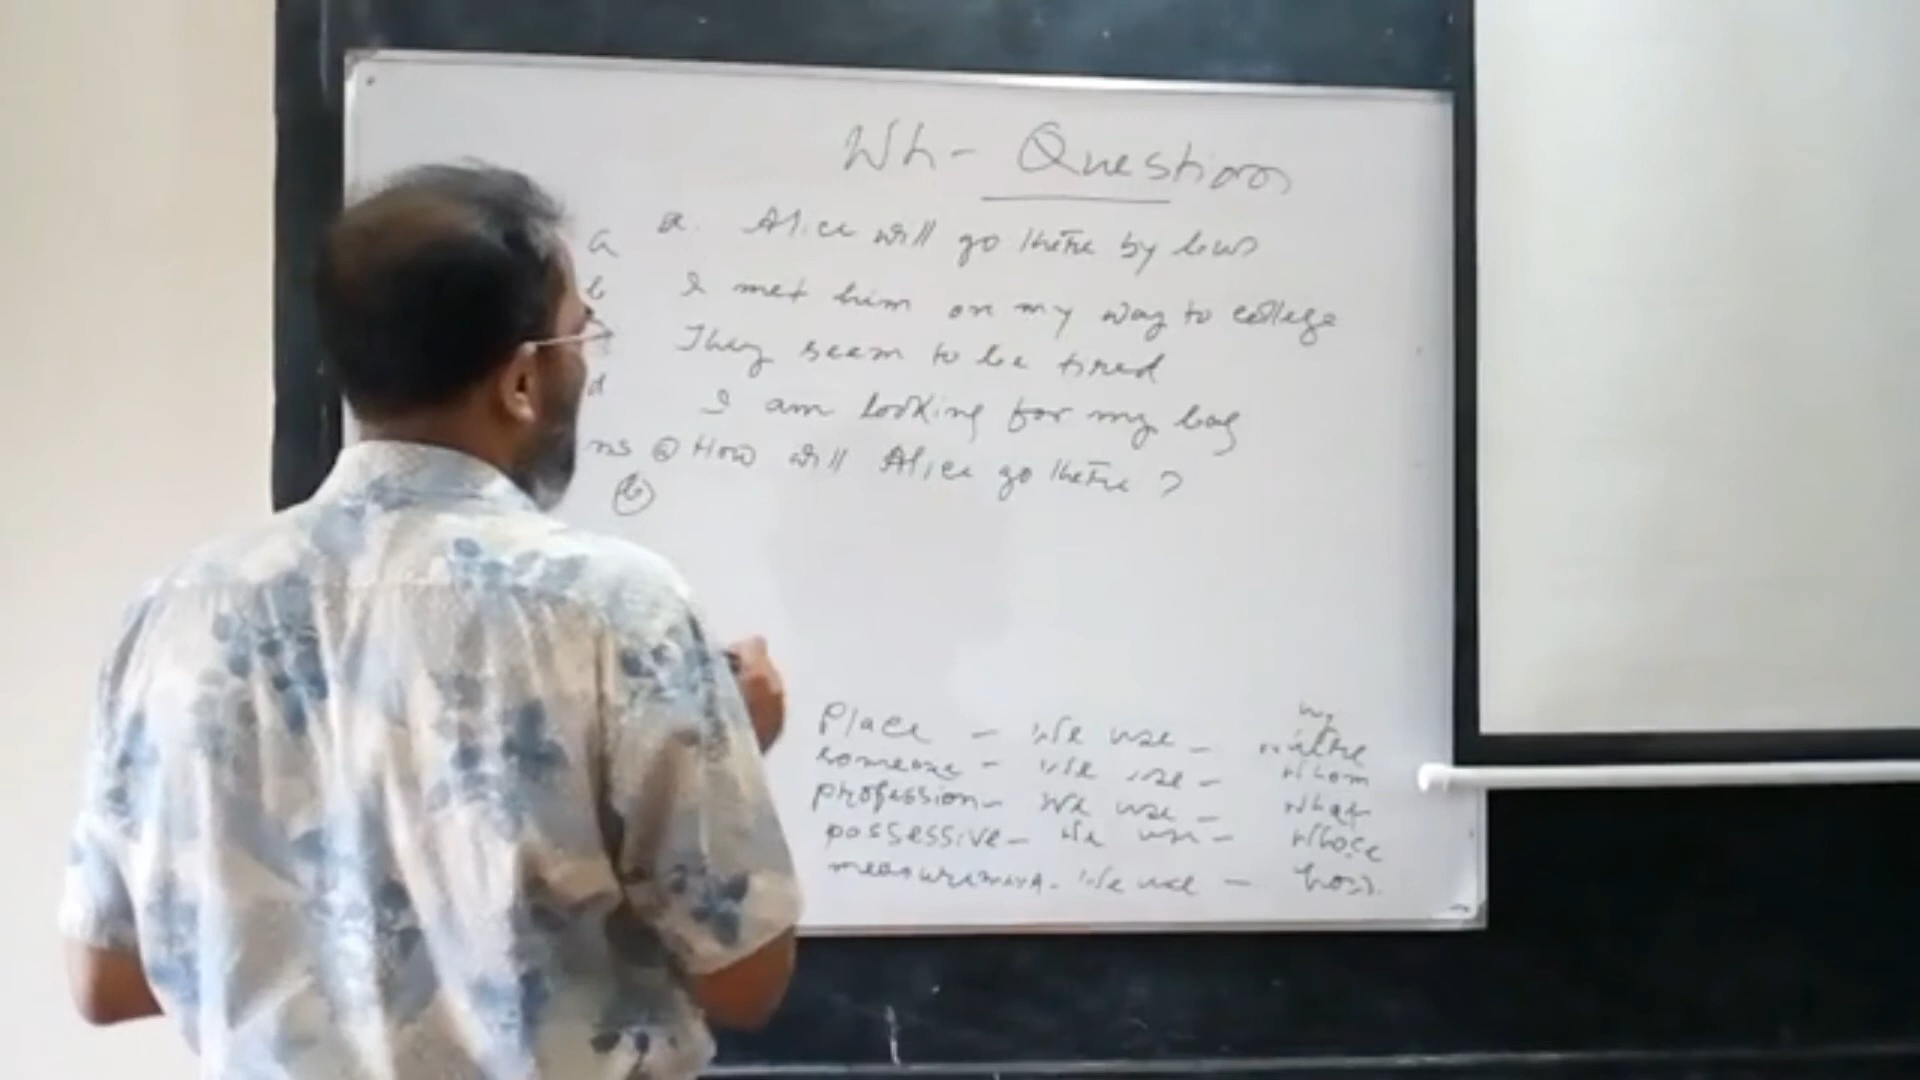 Wh- Questions
a a. Alice will go there by bus
b I met him on my way to college
They seem to be tired
d I am looking for my bag
ns (a) How will Alice go there ?
(b)
Place - We use - where
someone - We use - whom
profession - We use - what
possessive - We use - whose
measurement - We use - how.